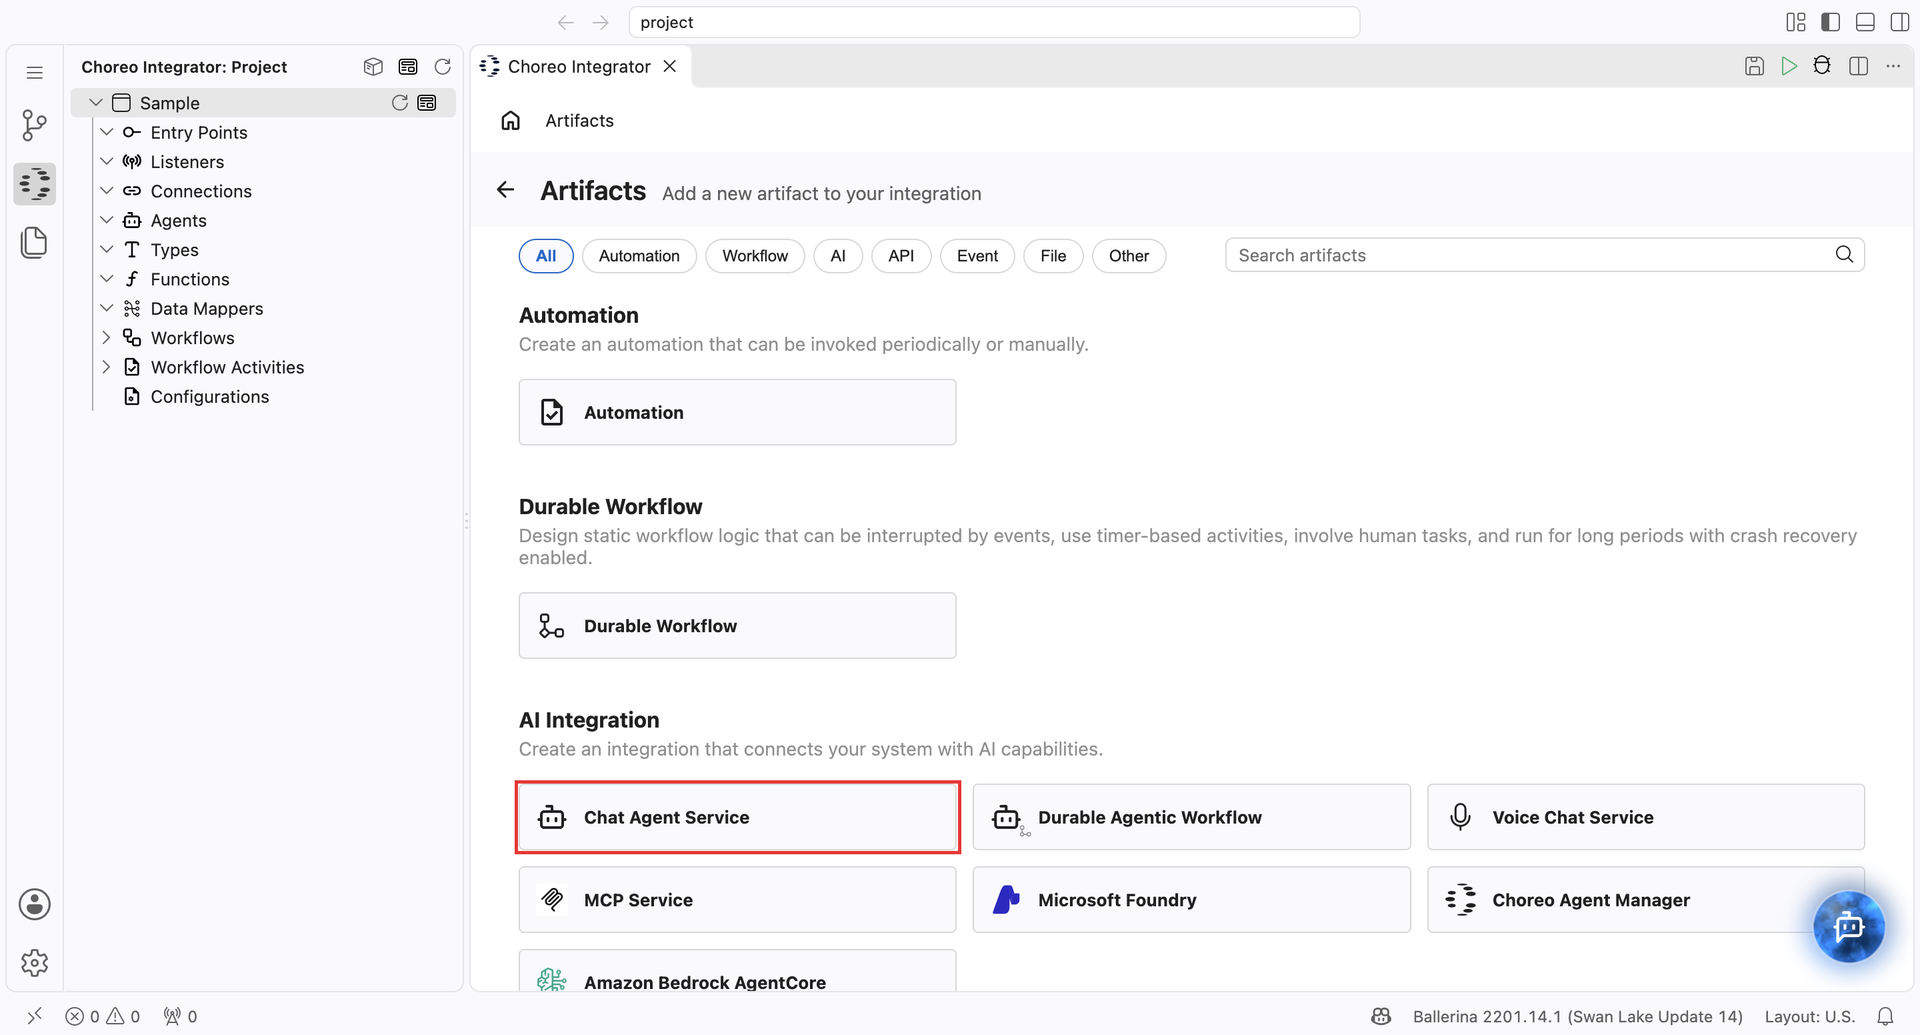 project
Choreo Integrator: Project
Sample
Entry Points
Listeners
Connections
Agents
Types
Functions
Data Mappers
Workflows
Workflow Activities
Configurations
Choreo Integrator
Artifacts
Artifacts Add a new artifact to your integration
All Automation Workflow AI API Event File Other Search artifacts
Automation
Create an automation that can be invoked periodically or manually.
Automation
Durable Workflow
Design static workflow logic that can be interrupted by events, use timer-based activities, involve human tasks, and run for long periods with crash recovery
enabled.
Durable Workflow
AI Integration
Create an integration that connects your system with AI capabilities.
Chat Agent Service Durable Agentic Workflow Voice Chat Service
MCP Service Microsoft Foundry Choreo Agent Manager
Amazon Bedrock AgentCore
0 0 0 Ballerina 2201.14.1 (Swan Lake Update 14) Layout: U.S.